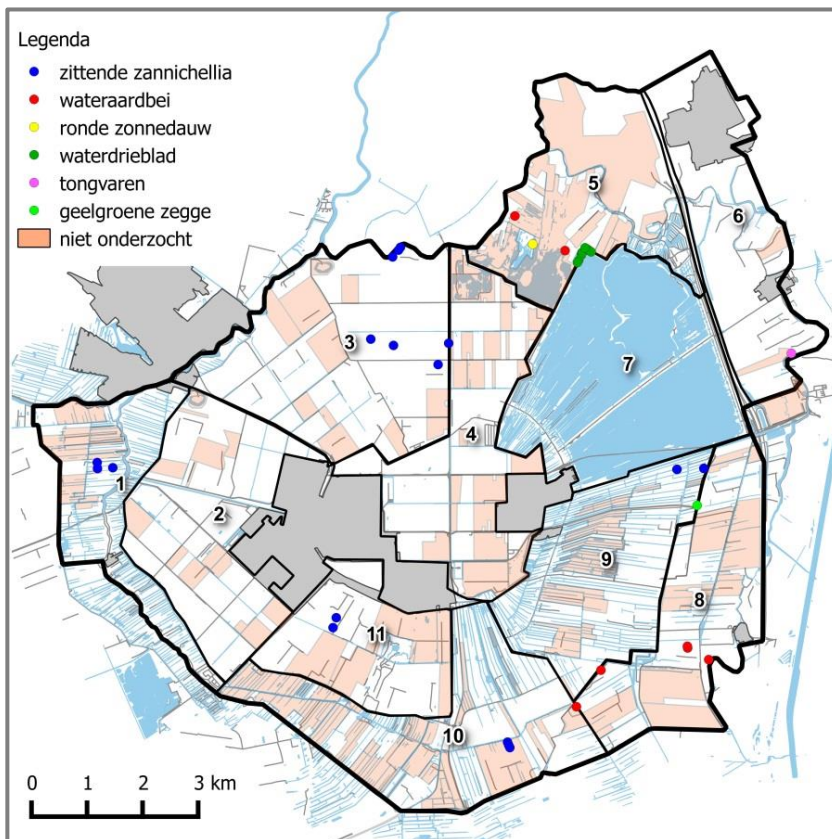 Legenda
zittende zannichellia
wateraardbei
ronde zonnedauw
waterdrieblad
tongvaren
geelgroene zegge
niet onderzocht
5
6
3
7
4
1
2
9
8
11
10
0 1 2 3 km